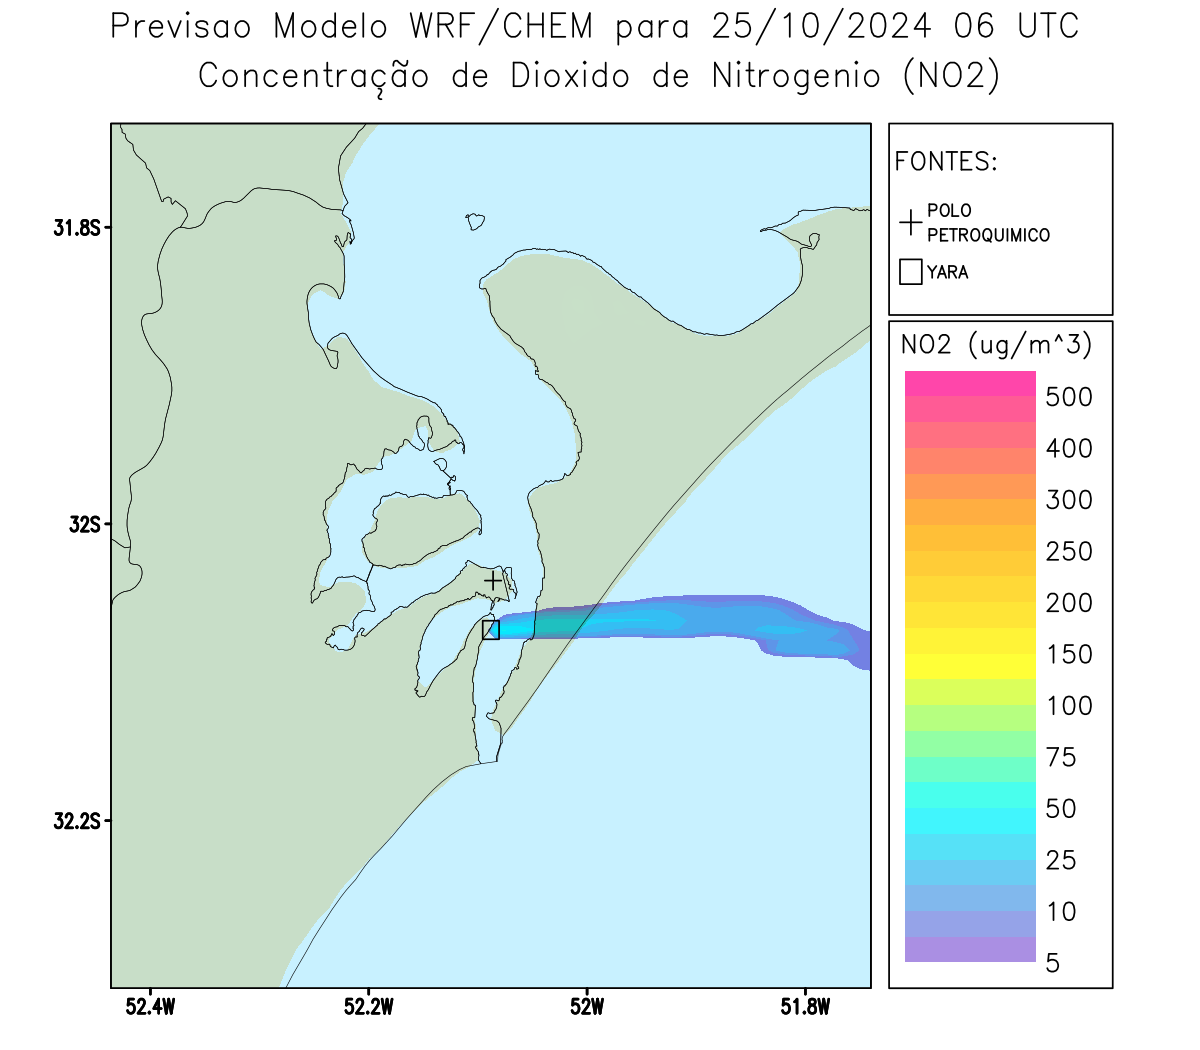 Previsao Modelo WRF/CHEM para 25/10/2024 06 UTC
Concentração de Dioxido de Nitrogenio (NO2)
FONTES:
POLO
PETROQUIMICO
YARA
NO2 (ug/m^3)
500
400
300
250
200
150
100
75
50
25
10
5
31.8S
32S
32.2S
52.4W
52.2W
52W
51.8W